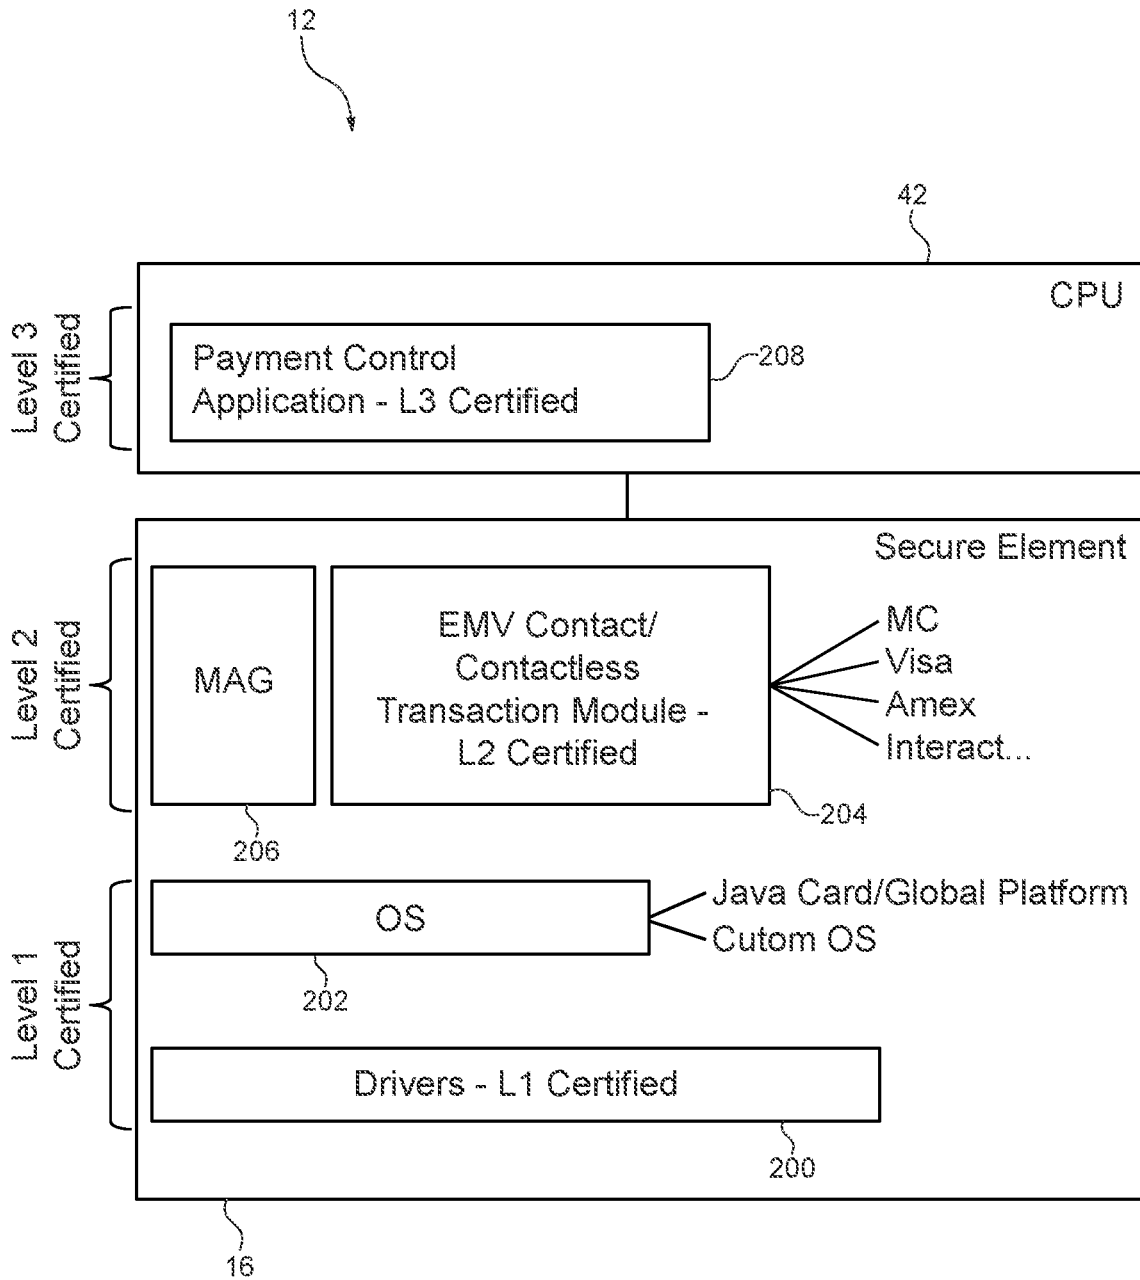 12
42
CPU
Level 3
Certified
Payment Control
Application - L3 Certified
208
Secure Element
Level 2
Certified
MAG
EMV Contact/
Contactless
Transaction Module -
L2 Certified
MC
Visa
Amex
Interact...
204
206
Level 1
Certified
OS
Java Card/Global Platform
Cutom OS
202
Drivers - L1 Certified
200
16